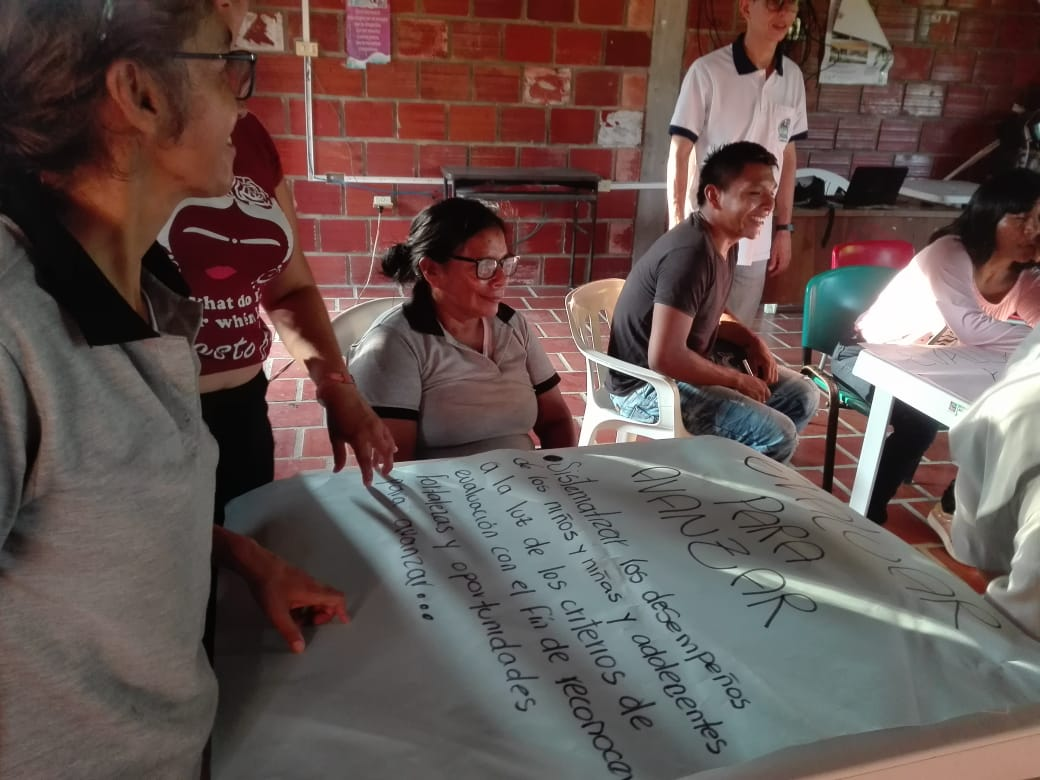 PARA
AVANZAR
• Sistematizar los desempeños
de los niños y niñas y adolecentes
a la luz de los criterios de
evaluación con el fin de reconocer
fortalezas y oportunidades
para avanzar...